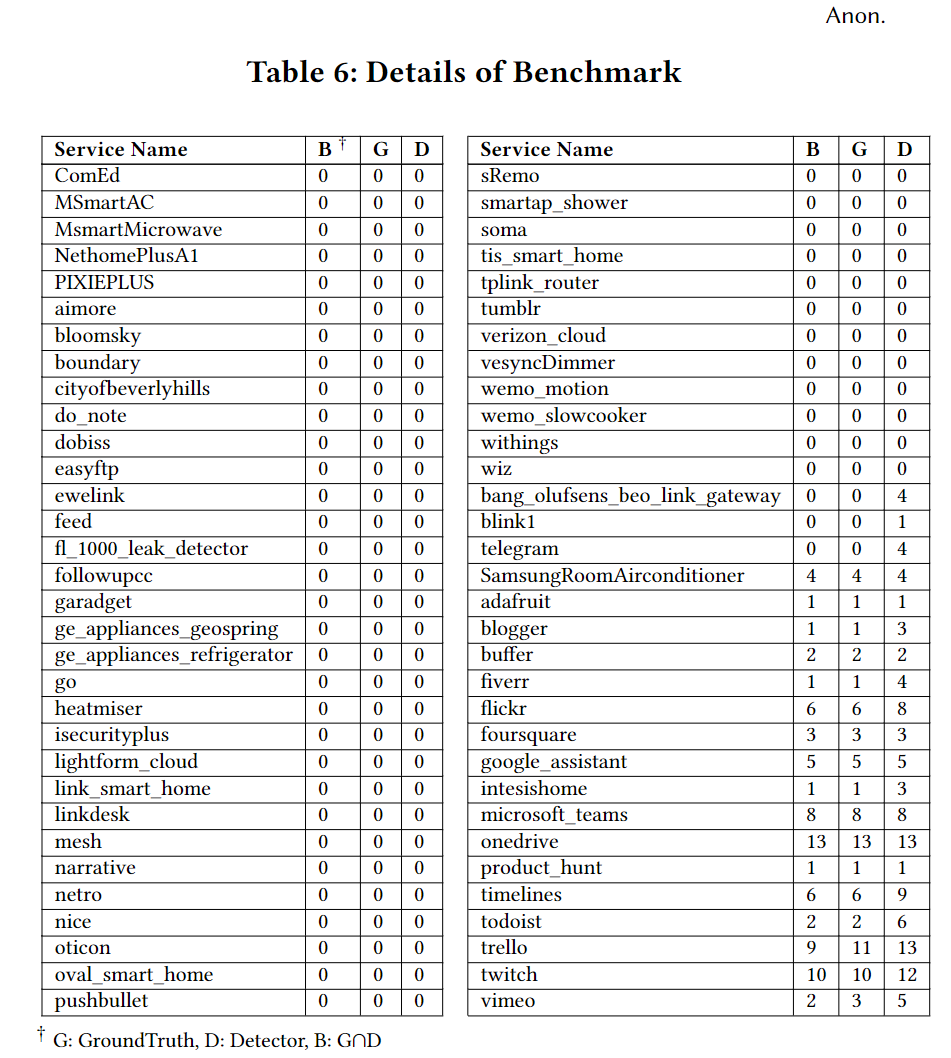 Anon.
Table 6: Details of Benchmark
Service Name B † G D
ComEd 0 0 0
MSmartAC 0 0 0
MsmartMicrowave 0 0 0
NethomePlusA1 0 0 0
PIXIEPLUS 0 0 0
aimore 0 0 0
bloomsky 0 0 0
boundary 0 0 0
cityofbeverlyhills 0 0 0
do_note 0 0 0
dobiss 0 0 0
easyftp 0 0 0
ewelink 0 0 0
feed 0 0 0
fl_1000_leak_detector 0 0 0
followupcc 0 0 0
garadget 0 0 0
ge_appliances_geospring 0 0 0
ge_appliances_refrigerator 0 0 0
go 0 0 0
heatmiser 0 0 0
isecurityplus 0 0 0
lightform_cloud 0 0 0
link_smart_home 0 0 0
linkdesk 0 0 0
mesh 0 0 0
narrative 0 0 0
netro 0 0 0
nice 0 0 0
oticon 0 0 0
oval_smart_home 0 0 0
pushbullet 0 0 0
Service Name B G D
sRemo 0 0 0
smartap_shower 0 0 0
soma 0 0 0
tis_smart_home 0 0 0
tplink_router 0 0 0
tumblr 0 0 0
verizon_cloud 0 0 0
vesyncDimmer 0 0 0
wemo_motion 0 0 0
wemo_slowcooker 0 0 0
withings 0 0 0
wiz 0 0 0
bang_olufsens_beo_link_gateway 0 0 4
blink1 0 0 1
telegram 0 0 4
SamsungRoomAirconditioner 4 4 4
adafruit 1 1 1
blogger 1 1 3
buffer 2 2 2
fiverr 1 1 4
flickr 6 6 8
foursquare 3 3 3
google_assistant 5 5 5
intesishome 1 1 3
microsoft_teams 8 8 8
onedrive 13 13 13
product_hunt 1 1 1
timelines 6 6 9
todoist 2 2 6
trello 9 11 13
twitch 10 10 12
vimeo 2 3 5
† G: GroundTruth, D: Detector, B: G∩D